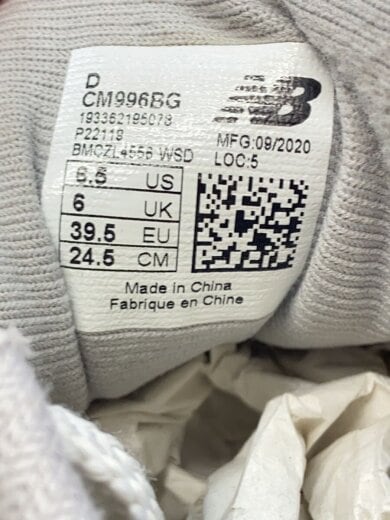 D
CM996BG
193362195078
P22119
BMCZL4556 WSD
MFG:09/2020
LOC:5
6.5 US
6 UK
39.5 EU
24.5 CM
Made in China
Fabrique en Chine